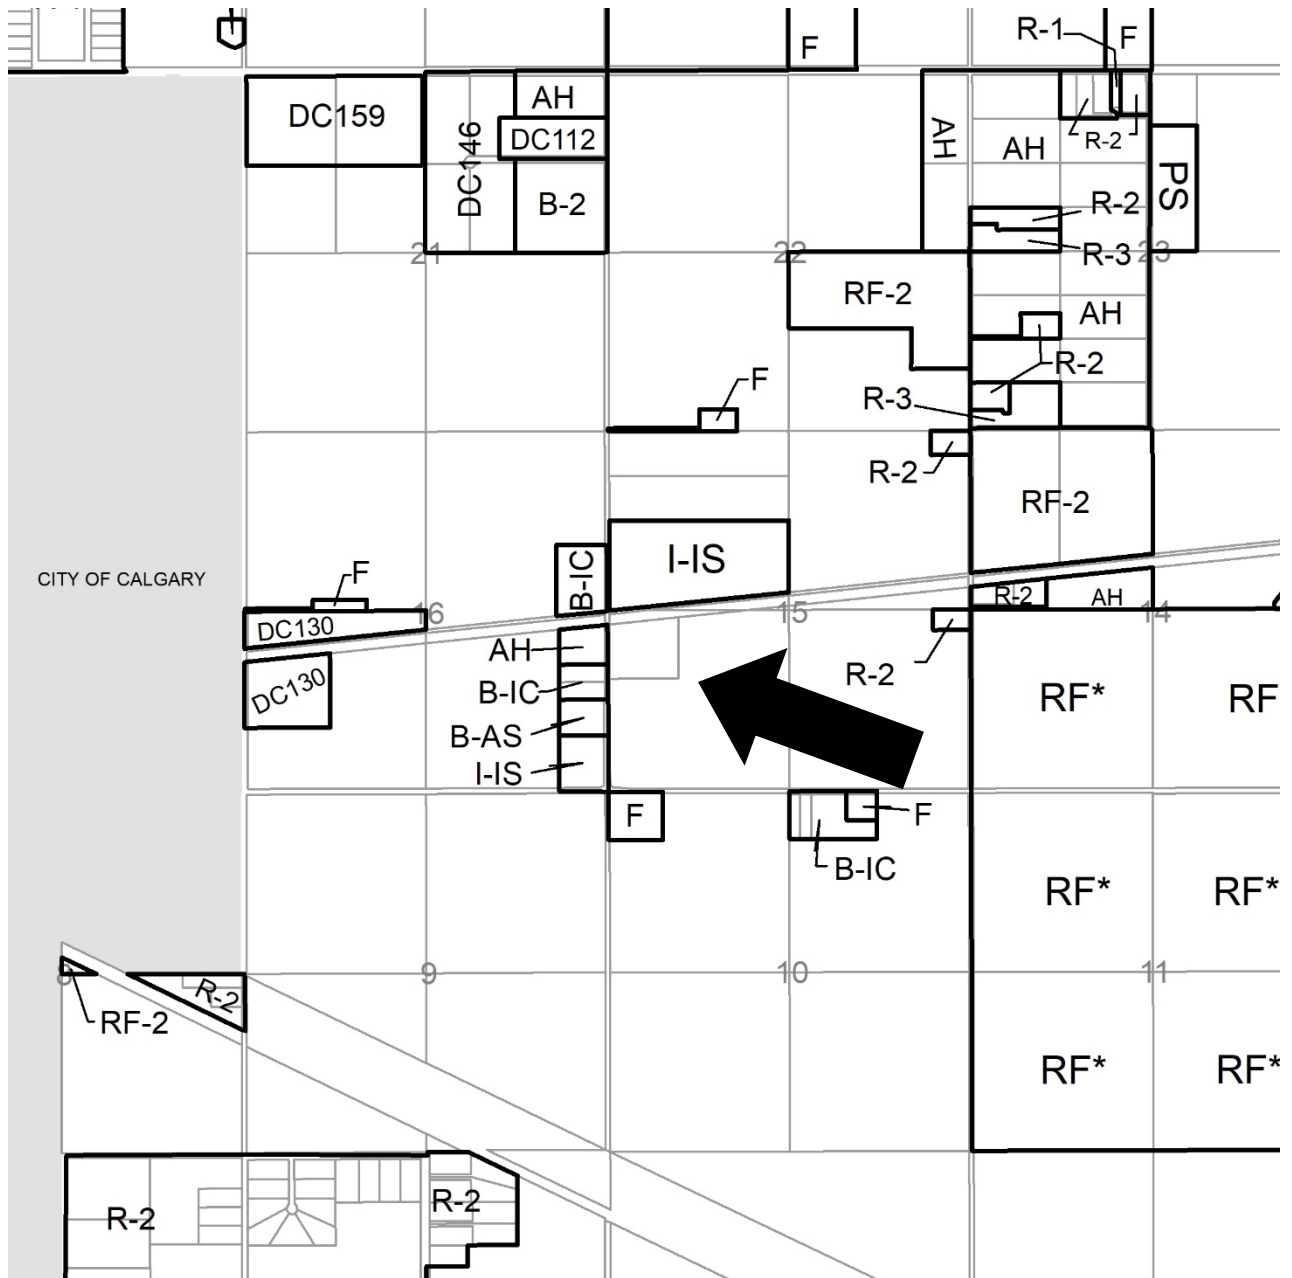 R-1
F
F
DC159
AH
DC112
DC146
B-2
AH
AH
R-2
PS
R-2
21
22
R-3
23
RF-2
AH
R-2
F
R-3
R-2
RF-2
I-IS
B-IC
CITY OF CALGARY
F
R-2
AH
16
15
14
DC130
AH
R-2
B-IC
DC130
RF*
RF
B-AS
I-IS
F
F
B-IC
RF*
RF*
8
9
10
11
R-2
RF-2
RF*
RF*
R-2
R-2